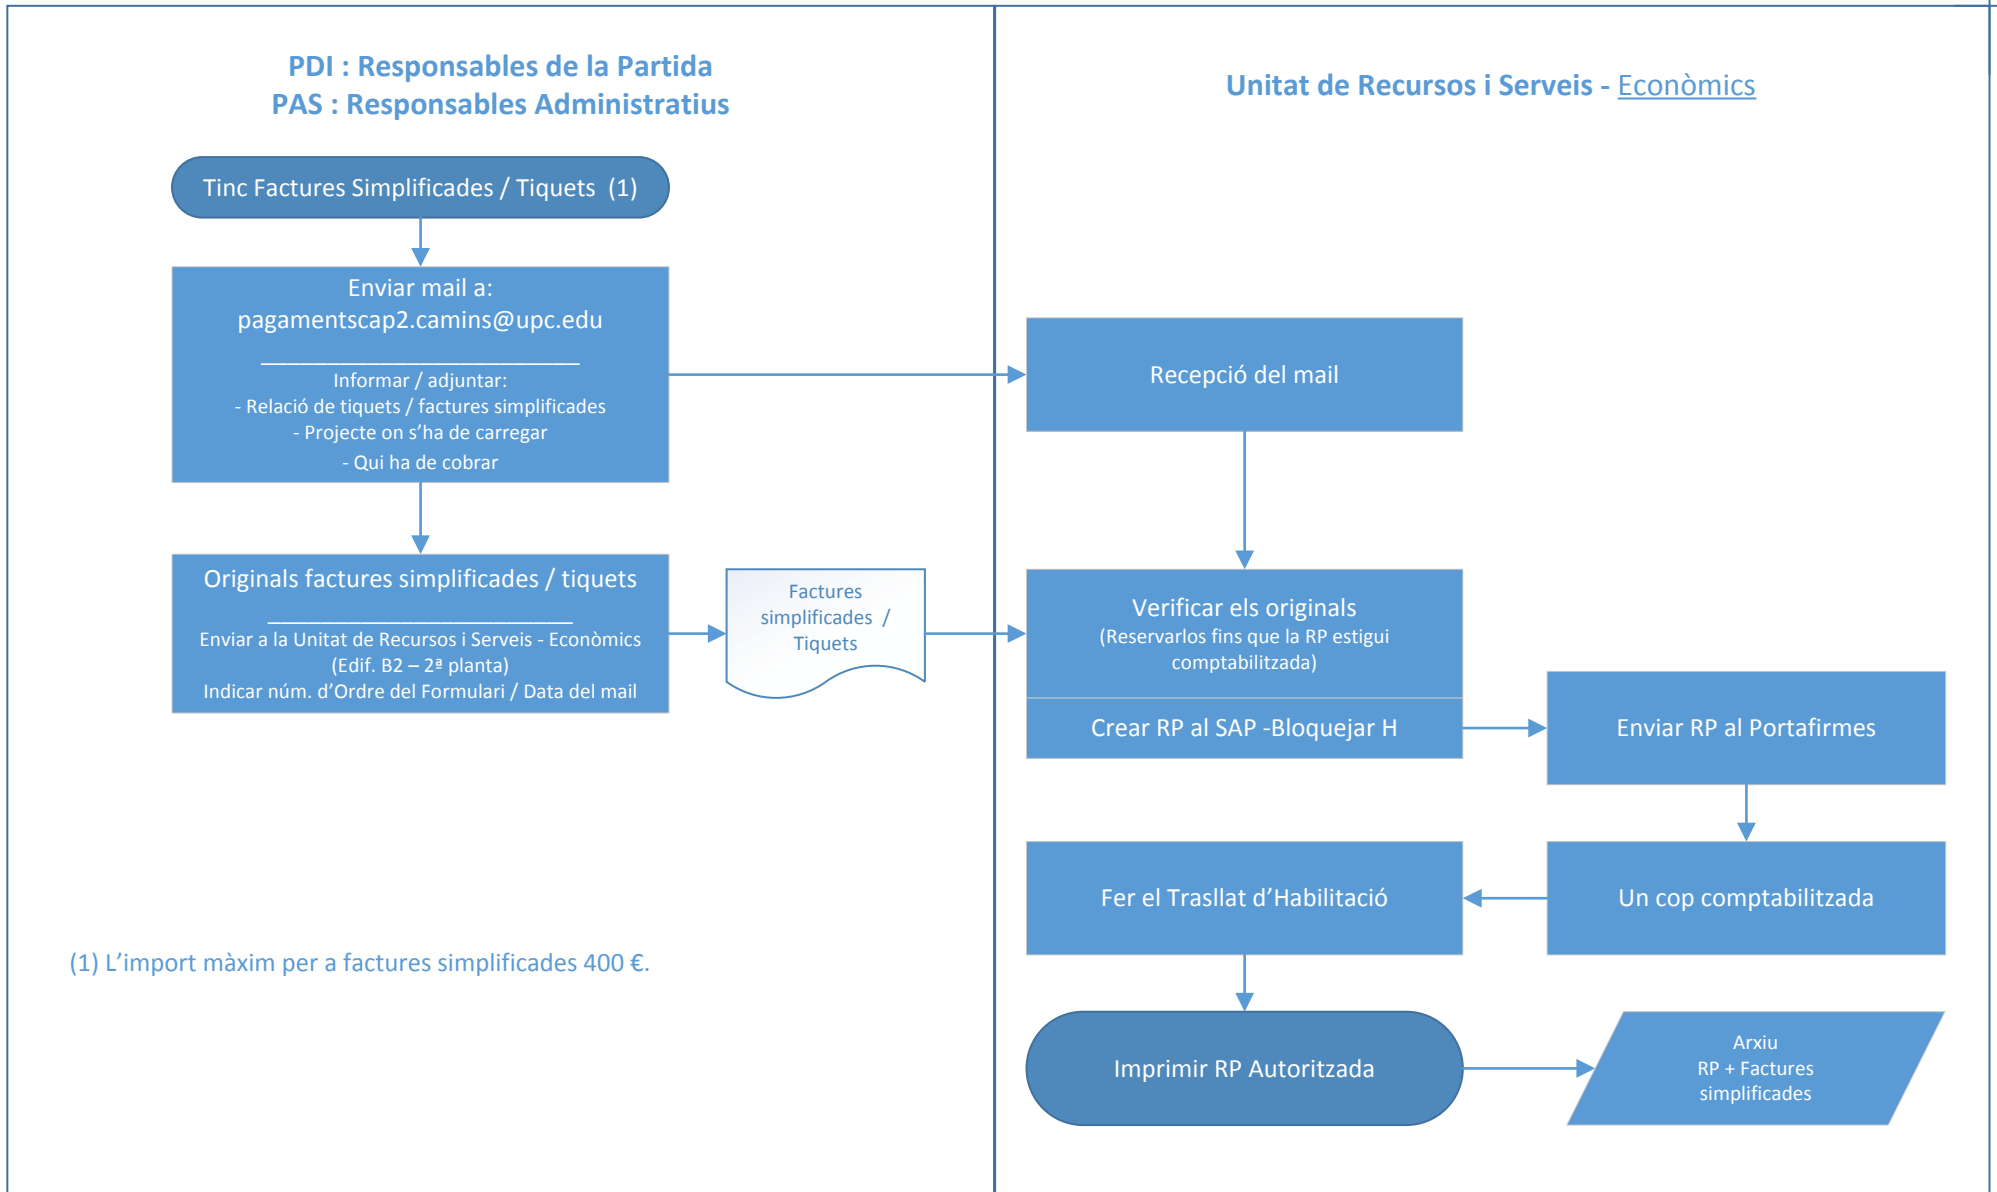 PDI : Responsables de la Partida
PAS : Responsables Administratius
Unitat de Recursos i Serveis - Econòmics
Tinc Factures Simplificades / Tiquets  (1)
Enviar mail a:
pagamentscap2.camins@upc.edu
Informar / adjuntar:
- Relació de tiquets / factures simplificades
- Projecte on s’ha de carregar
- Qui ha de cobrar
Recepció del mail
Originals factures simplificades / tiquets
Enviar a la Unitat de Recursos i Serveis - Econòmics
(Edif. B2 – 2ª planta)
Indicar núm. d’Ordre del Formulari / Data del mail
Factures
simplificades  /
Tiquets
Verificar els originals
(Reservarlos fins que la RP estigui
comptabilitzada)
Crear RP al SAP -Bloquejar H
Enviar RP al Portafirmes
Fer el Trasllat d’Habilitació
Un cop comptabilitzada
(1) L’import màxim per a factures simplificades 400 €.
Imprimir RP Autoritzada
Arxiu
RP + Factures
simplificades